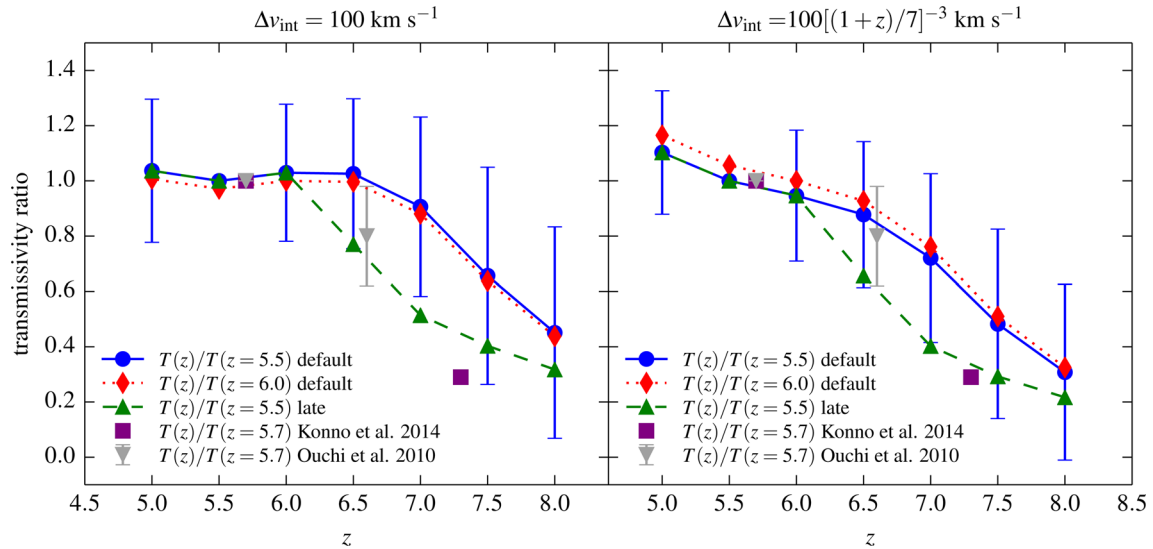 Δv_int = 100 km s⁻¹
Δv_int =100[(1+z)/7]⁻³ km s⁻¹
transmissivity ratio
1.4
1.2
1.0
0.8
0.6
0.4
0.2
0.0
T(z)/T(z = 5.5) default
T(z)/T(z = 6.0) default
T(z)/T(z = 5.5) late
T(z)/T(z = 5.7) Konno et al. 2014
T(z)/T(z = 5.7) Ouchi et al. 2010
T(z)/T(z = 5.5) default
T(z)/T(z = 6.0) default
T(z)/T(z = 5.5) late
T(z)/T(z = 5.7) Konno et al. 2014
T(z)/T(z = 5.7) Ouchi et al. 2010
4.5 5.0 5.5 6.0 6.5 7.0 7.5 8.0
5.0 5.5 6.0 6.5 7.0 7.5 8.0 8.5
z
z